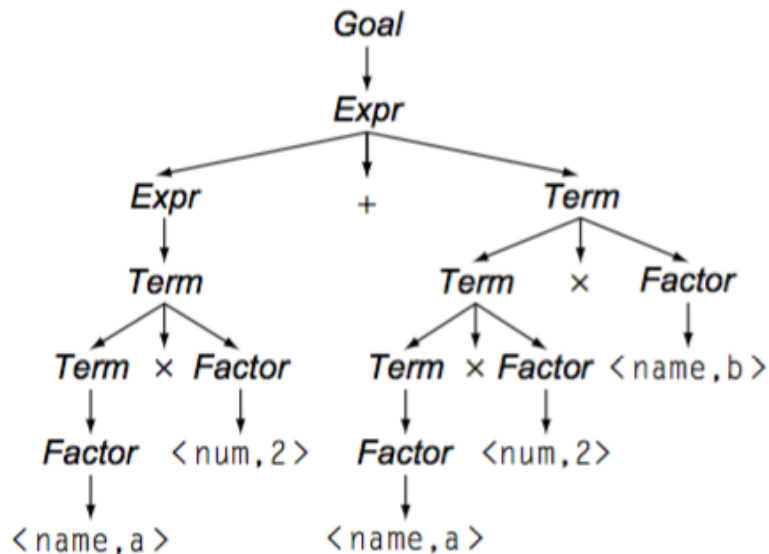 Goal
Expr
Expr + Term
Term Term × Factor
Term × Factor Term × Factor <name,b>
Factor <num,2> Factor <num,2>
<name,a> <name,a>